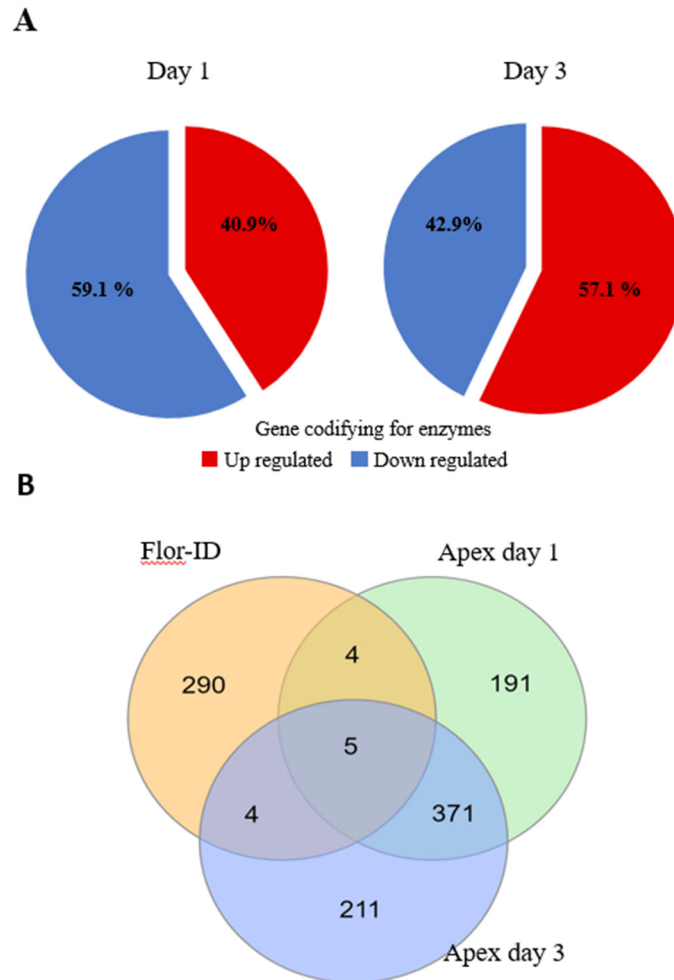 A
Day 1
Day 3
40.9%
59.1 %
42.9%
57.1 %
Gene codifying for enzymes
Up regulated
Down regulated
B
Flor-ID
Apex day 1
290
4
191
5
4
371
211
Apex day 3